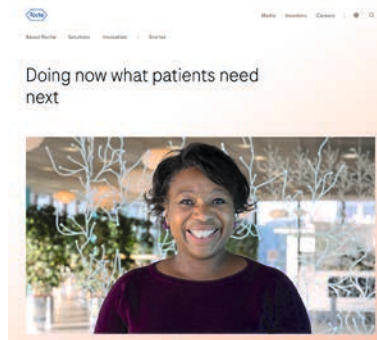 Roche
Media Investors Careers
About Roche Solutions Innovation Stories
Doing now what patients need
next